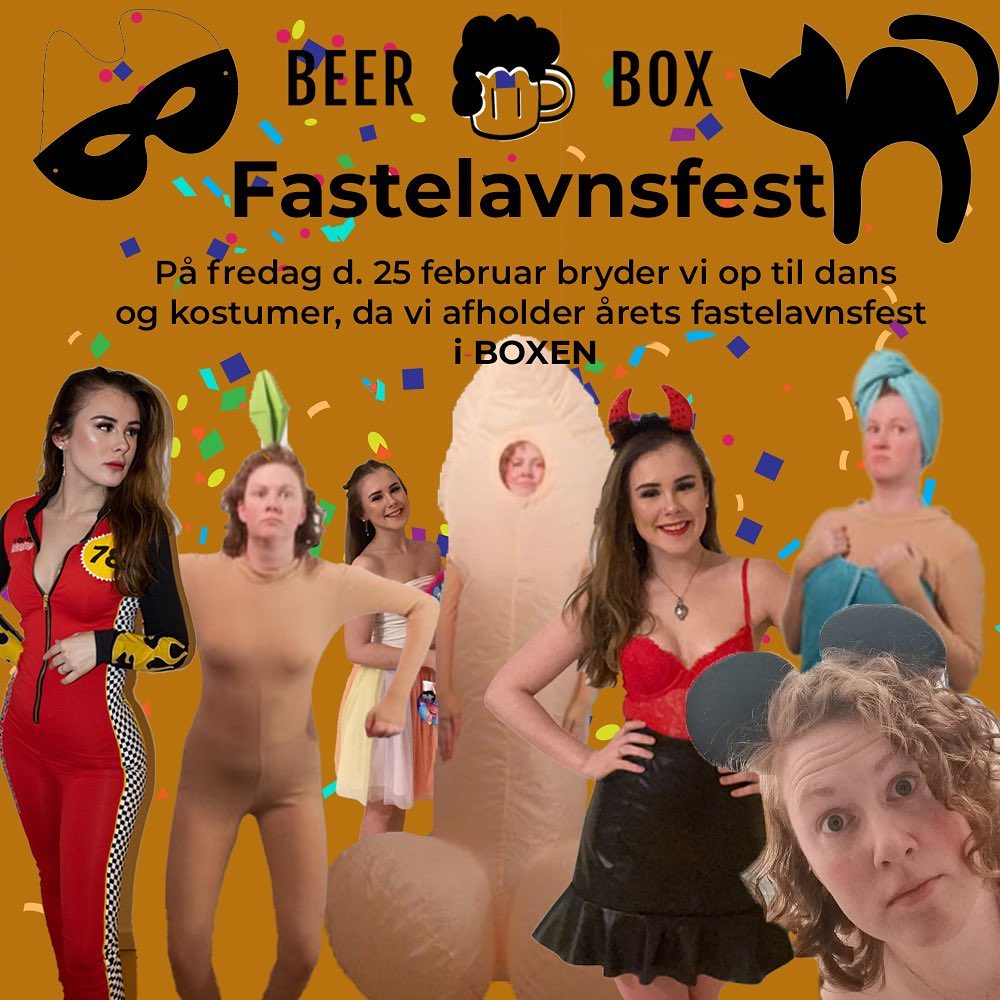 BEER BOX
Fastelavnsfest
På fredag d. 25 februar bryder vi op til dans
og kostumer, da vi afholder årets fastelavnsfest
i BOXEN
78